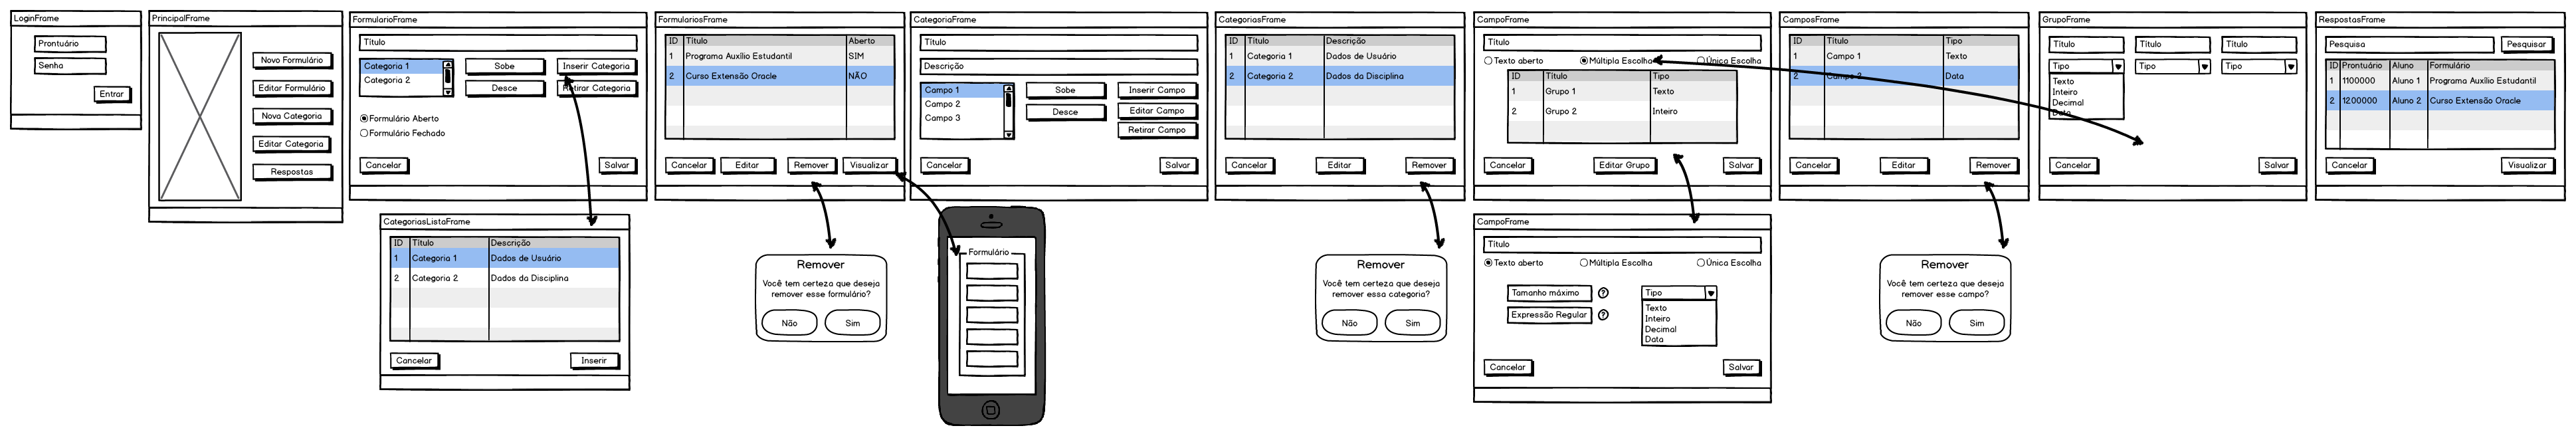 LoginFrame
Prontuário
Senha
Entrar
PrincipalFrame
Novo Formulário
Editar Formulário
Nova Categoria
Editar Categoria
Respostas
FormularioFrame
Título
Categoria 1
Categoria 2
Sobe
Desce
Inserir Categoria
Retirar Categoria
Formulário Aberto
Formulário Fechado
Cancelar
Salvar
FormulariosFrame
ID Título Aberto
1 Programa Auxílio Estudantil SIM
2 Curso Extensão Oracle NÃO
Cancelar Editar Remover Visualizar
CategoriaFrame
Título
Descrição
Campo 1
Campo 2
Campo 3
Sobe
Desce
Inserir Campo
Editar Campo
Retirar Campo
Cancelar
Salvar
CategoriasFrame
ID Título Descrição
1 Categoria 1 Dados de Usuário
2 Categoria 2 Dados da Disciplina
Cancelar Editar Remover
CampoFrame
Título
Texto aberto Múltipla Escolha Única Escolha
ID Título Tipo
1 Grupo 1 Texto
2 Grupo 2 Inteiro
Cancelar Editar Grupo Salvar
CamposFrame
ID Título Tipo
1 Campo 1 Texto
2 Campo 2 Data
Cancelar Editar Remover
GrupoFrame
Título Título Título
Tipo Tipo Tipo
Texto
Inteiro
Decimal
Data
Cancelar Salvar
RespostasFrame
Pesquisa Pesquisar
ID Prontuário Aluno Formulário
1 1100000 Aluno 1 Programa Auxílio Estudantil
2 1200000 Aluno 2 Curso Extensão Oracle
Cancelar Visualizar
CategoriasListaFrame
ID Título Descrição
1 Categoria 1 Dados de Usuário
2 Categoria 2 Dados da Disciplina
Cancelar Inserir
Remover
Você tem certeza que deseja
remover esse formulário?
Não Sim
Formulário
Remover
Você tem certeza que deseja
remover essa categoria?
Não Sim
CampoFrame
Título
Texto aberto Múltipla Escolha Única Escolha
Tamanho máximo ? Tipo
Expressão Regular ?
Texto
Inteiro
Decimal
Data
Cancelar Salvar
Remover
Você tem certeza que deseja
remover esse campo?
Não Sim